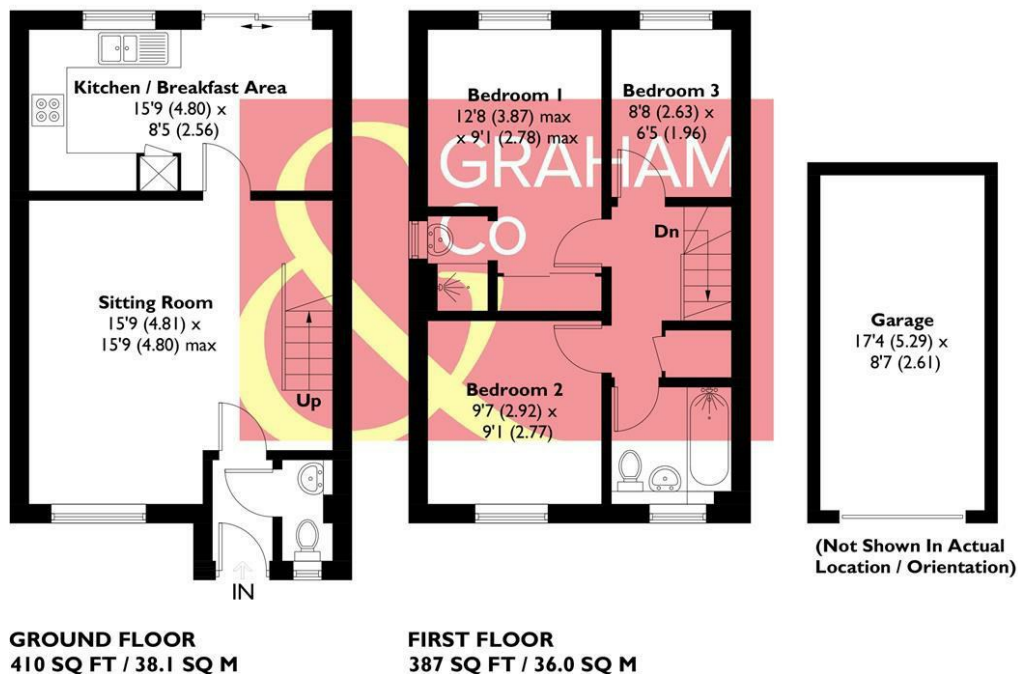 Kitchen / Breakfast Area
15'9 (4.80) x
8'5 (2.56)
Sitting Room
15'9 (4.81) x
15'9 (4.80) max
Up
IN
Bedroom 1
12'8 (3.87) max
x 9'1 (2.78) max
Bedroom 3
8'8 (2.63) x
6'5 (1.96)
& GRAHAM
Co
Dn
Bedroom 2
9'7 (2.92) x
9'1 (2.77)
Garage
17'4 (5.29) x
8'7 (2.61)
(Not Shown In Actual
Location / Orientation)
GROUND FLOOR
410 SQ FT / 38.1 SQ M
FIRST FLOOR
387 SQ FT / 36.0 SQ M